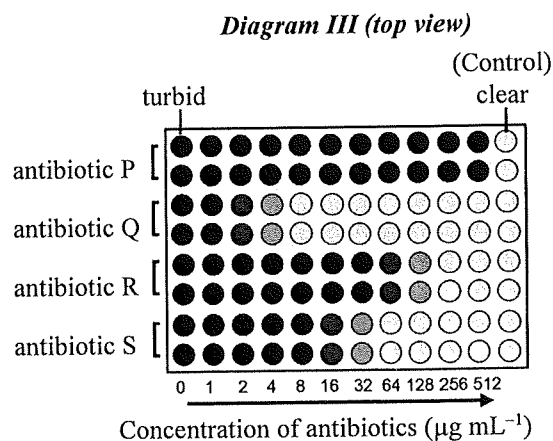 Diagram III (top view)
(Control)
turbid clear
antibiotic P
antibiotic Q
antibiotic R
antibiotic S
0 1 2 4 8 16 32 64 128 256 512
Concentration of antibiotics (μg mL⁻¹)